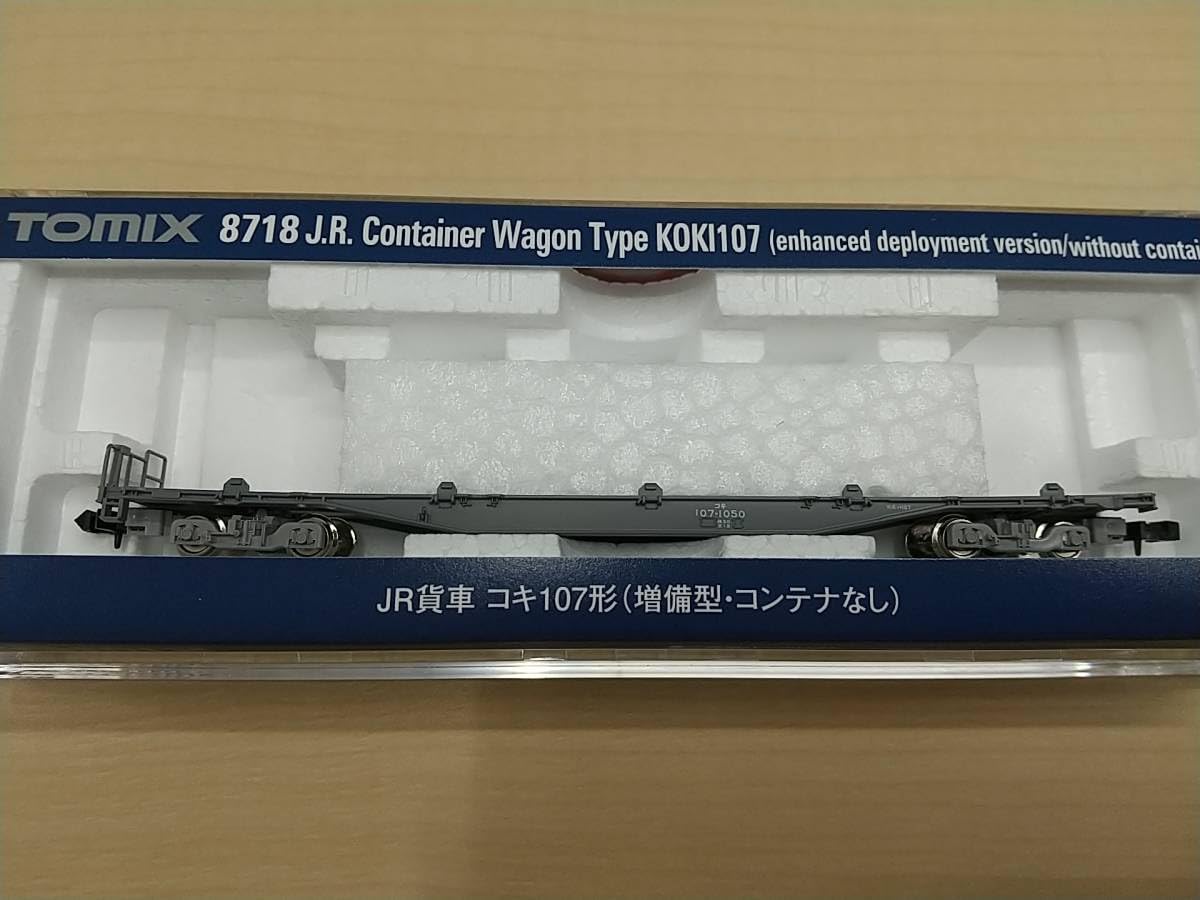 TOMIX 8718 J.R. Container Wagon Type KOKI107 (enhanced deployment version/without contai
コキ
107-1050
JR貨車 コキ107形(増備型・コンテナなし)